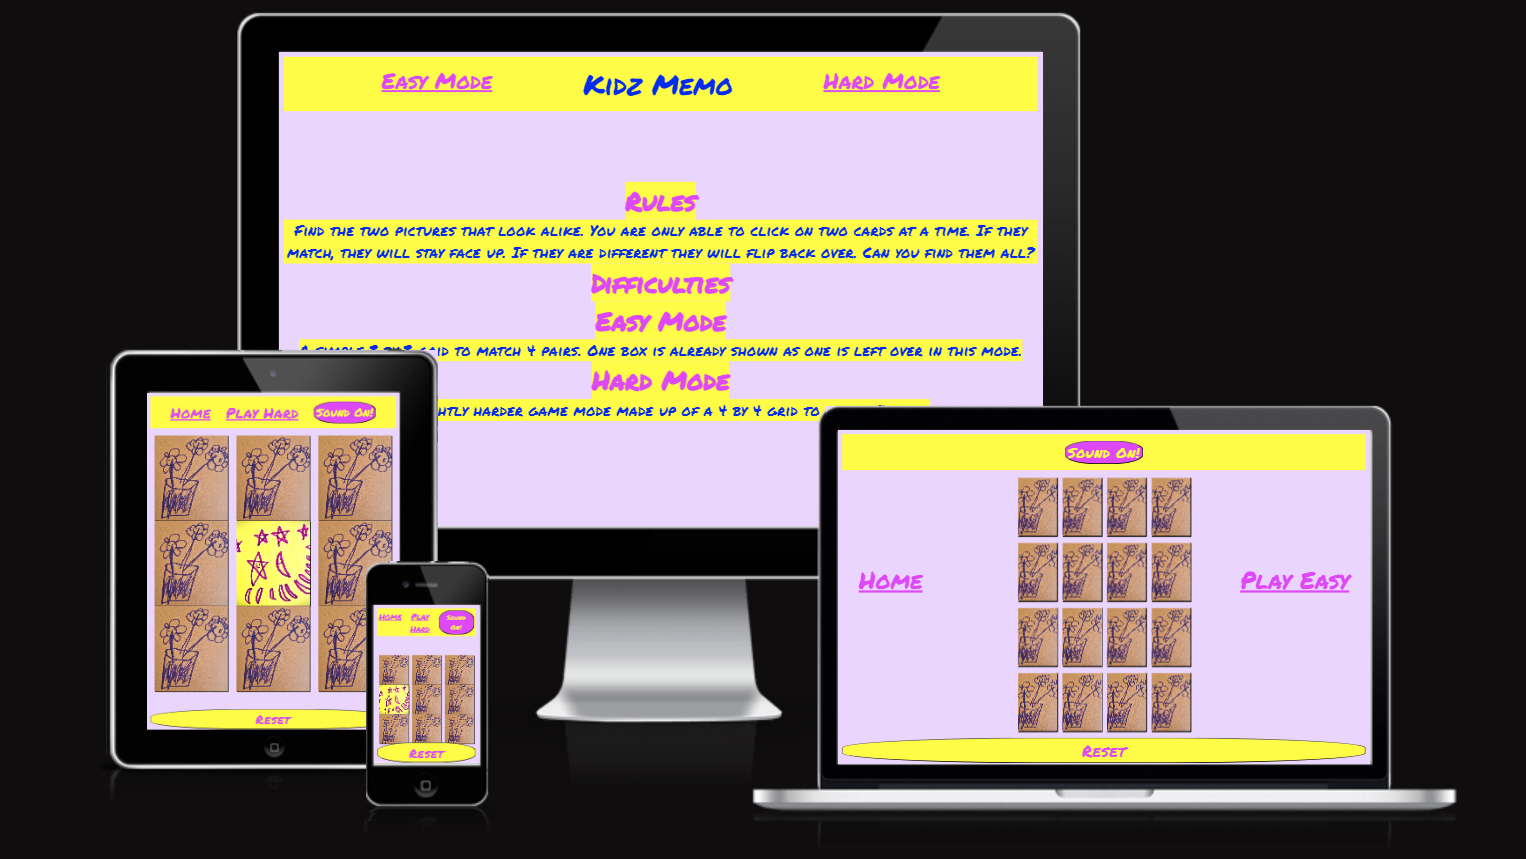 Easy Mode Kidz Memo Hard Mode
Rules
Find the two pictures that look alike. You are only able to click on two cards at a time. If they
match, they will stay face up. If they are different they will flip back over. Can you find them all?
Difficulties
Easy Mode
grid to match 4 pairs. One box is already shown as one is left over in this mode.
Hard Mode
harder game mode made up of a 4 by 4 grid to
Home Play Hard Sound On!
Reset
Home Play Sound
Hard On!
Reset
Sound On!
Home Play Easy
Reset